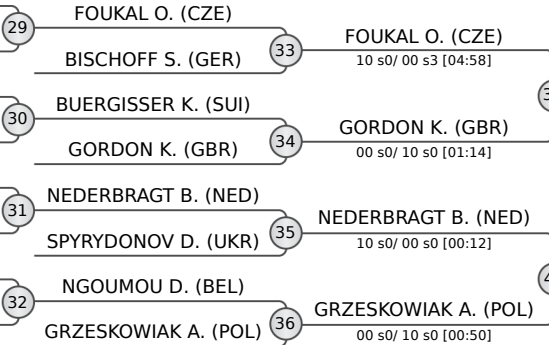 29
FOUKAL O. (CZE)
BISCHOFF S. (GER)
33
FOUKAL O. (CZE)
10 s0/ 00 s3 [04:58]
30
BUERGISSER K. (SUI)
GORDON K. (GBR)
34
GORDON K. (GBR)
00 s0/ 10 s0 [01:14]
31
NEDERBRAGT B. (NED)
SPYRYDONOV D. (UKR)
35
NEDERBRAGT B. (NED)
10 s0/ 00 s0 [00:12]
32
NGOUMOU D. (BEL)
GRZESKOWIAK A. (POL)
36
GRZESKOWIAK A. (POL)
00 s0/ 10 s0 [00:50]